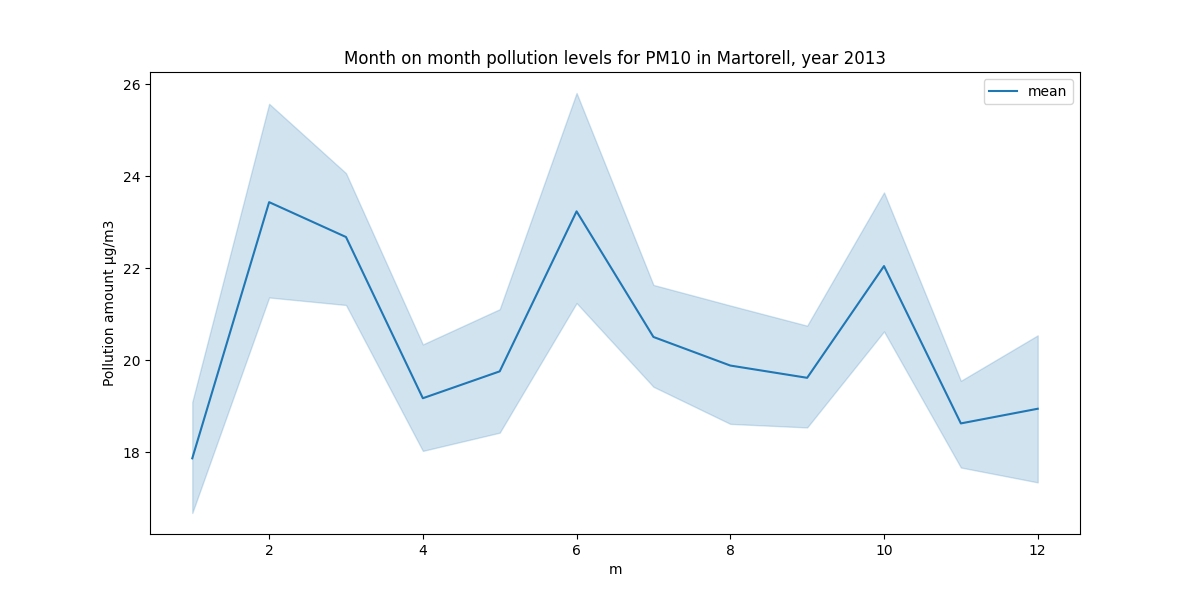 Month on month pollution levels for PM10 in Martorell, year 2013
mean
Pollution amount µg/m3
26
24
22
20
18
2 4 6 8 10 12
m